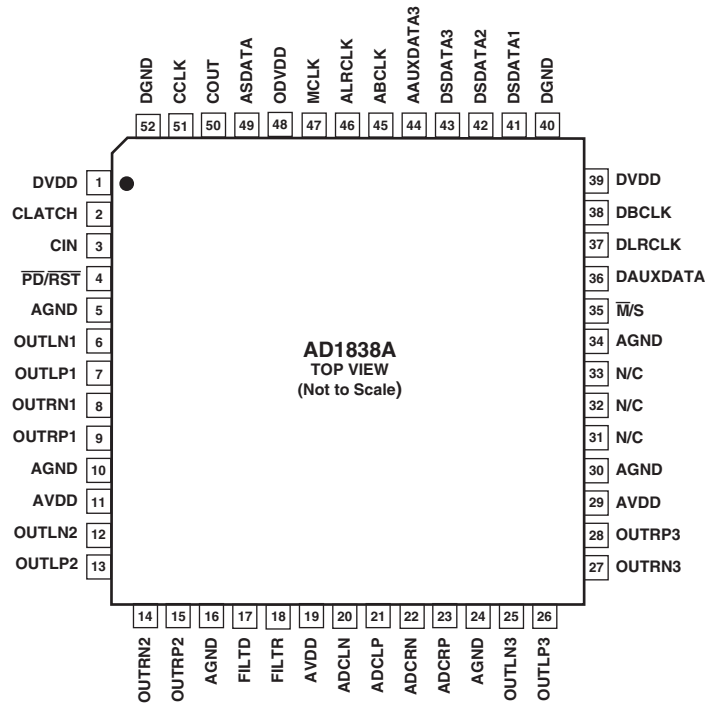 DGND
CCLK
COUT
ASDATA
ODVDD
MCLK
ALRCLK
ABCLK
AAUXDATA3
DSDATA3
DSDATA2
DSDATA1
DGND
52 51 50 49 48 47 46 45 44 43 42 41 40
DVDD 1
CLATCH 2
CIN 3
PD/RST 4
AGND 5
OUTLN1 6
OUTLP1 7
OUTRN1 8
OUTRP1 9
AGND 10
AVDD 11
OUTLN2 12
OUTLP2 13
AD1838A
TOP VIEW
(Not to Scale)
39 DVDD
38 DBCLK
37 DLRCLK
36 DAUXDATA
35 M/S
34 AGND
33 N/C
32 N/C
31 N/C
30 AGND
29 AVDD
28 OUTRP3
27 OUTRN3
14 15 16 17 18 19 20 21 22 23 24 25 26
OUTRN2
OUTRP2
AGND
FILTD
FILTR
AVDD
ADCLN
ADCLP
ADCRN
ADCRP
AGND
OUTLN3
OUTLP3